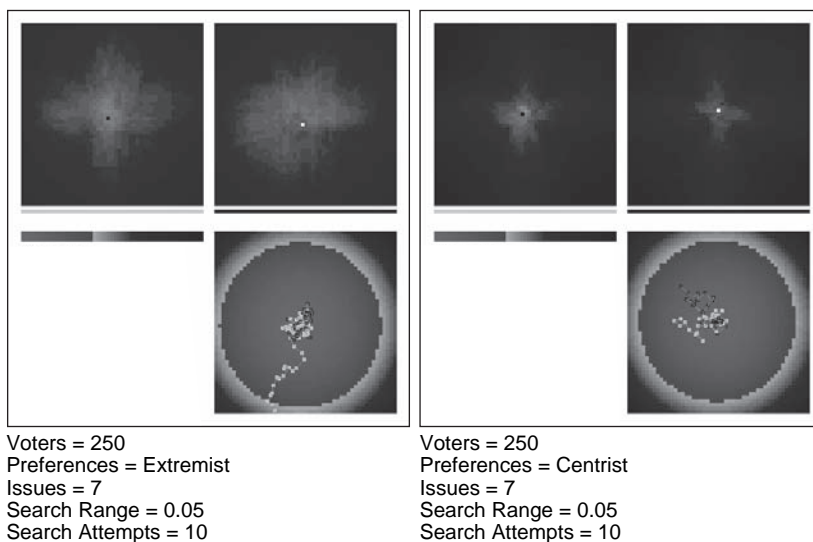 Voters = 250
Preferences = Extremist
Issues = 7
Search Range = 0.05
Search Attempts = 10
Voters = 250
Preferences = Centrist
Issues = 7
Search Range = 0.05
Search Attempts = 10